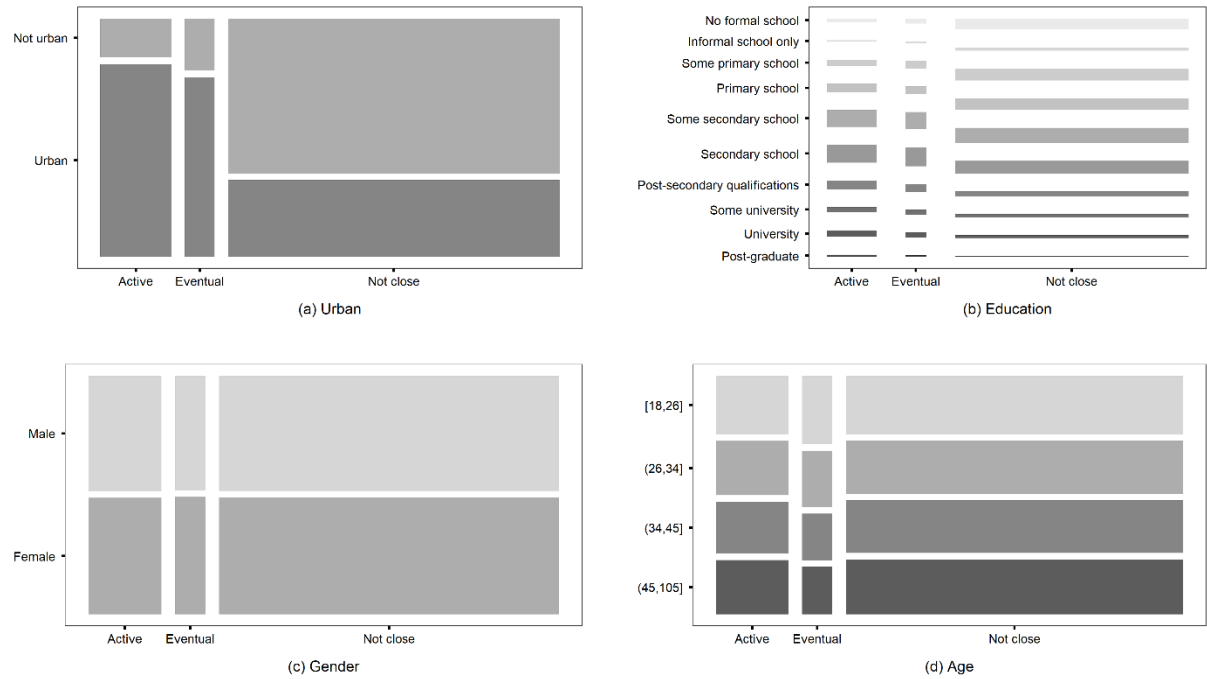 Not urban
Urban
Active Eventual Not close
(a) Urban
No formal school
Informal school only
Some primary school
Primary school
Some secondary school
Secondary school
Post-secondary qualifications
Some university
University
Post-graduate
Active Eventual Not close
(b) Education
Male
Female
Active Eventual Not close
(c) Gender
[18,26]
(26,34]
(34,45]
(45,105]
Active Eventual Not close
(d) Age